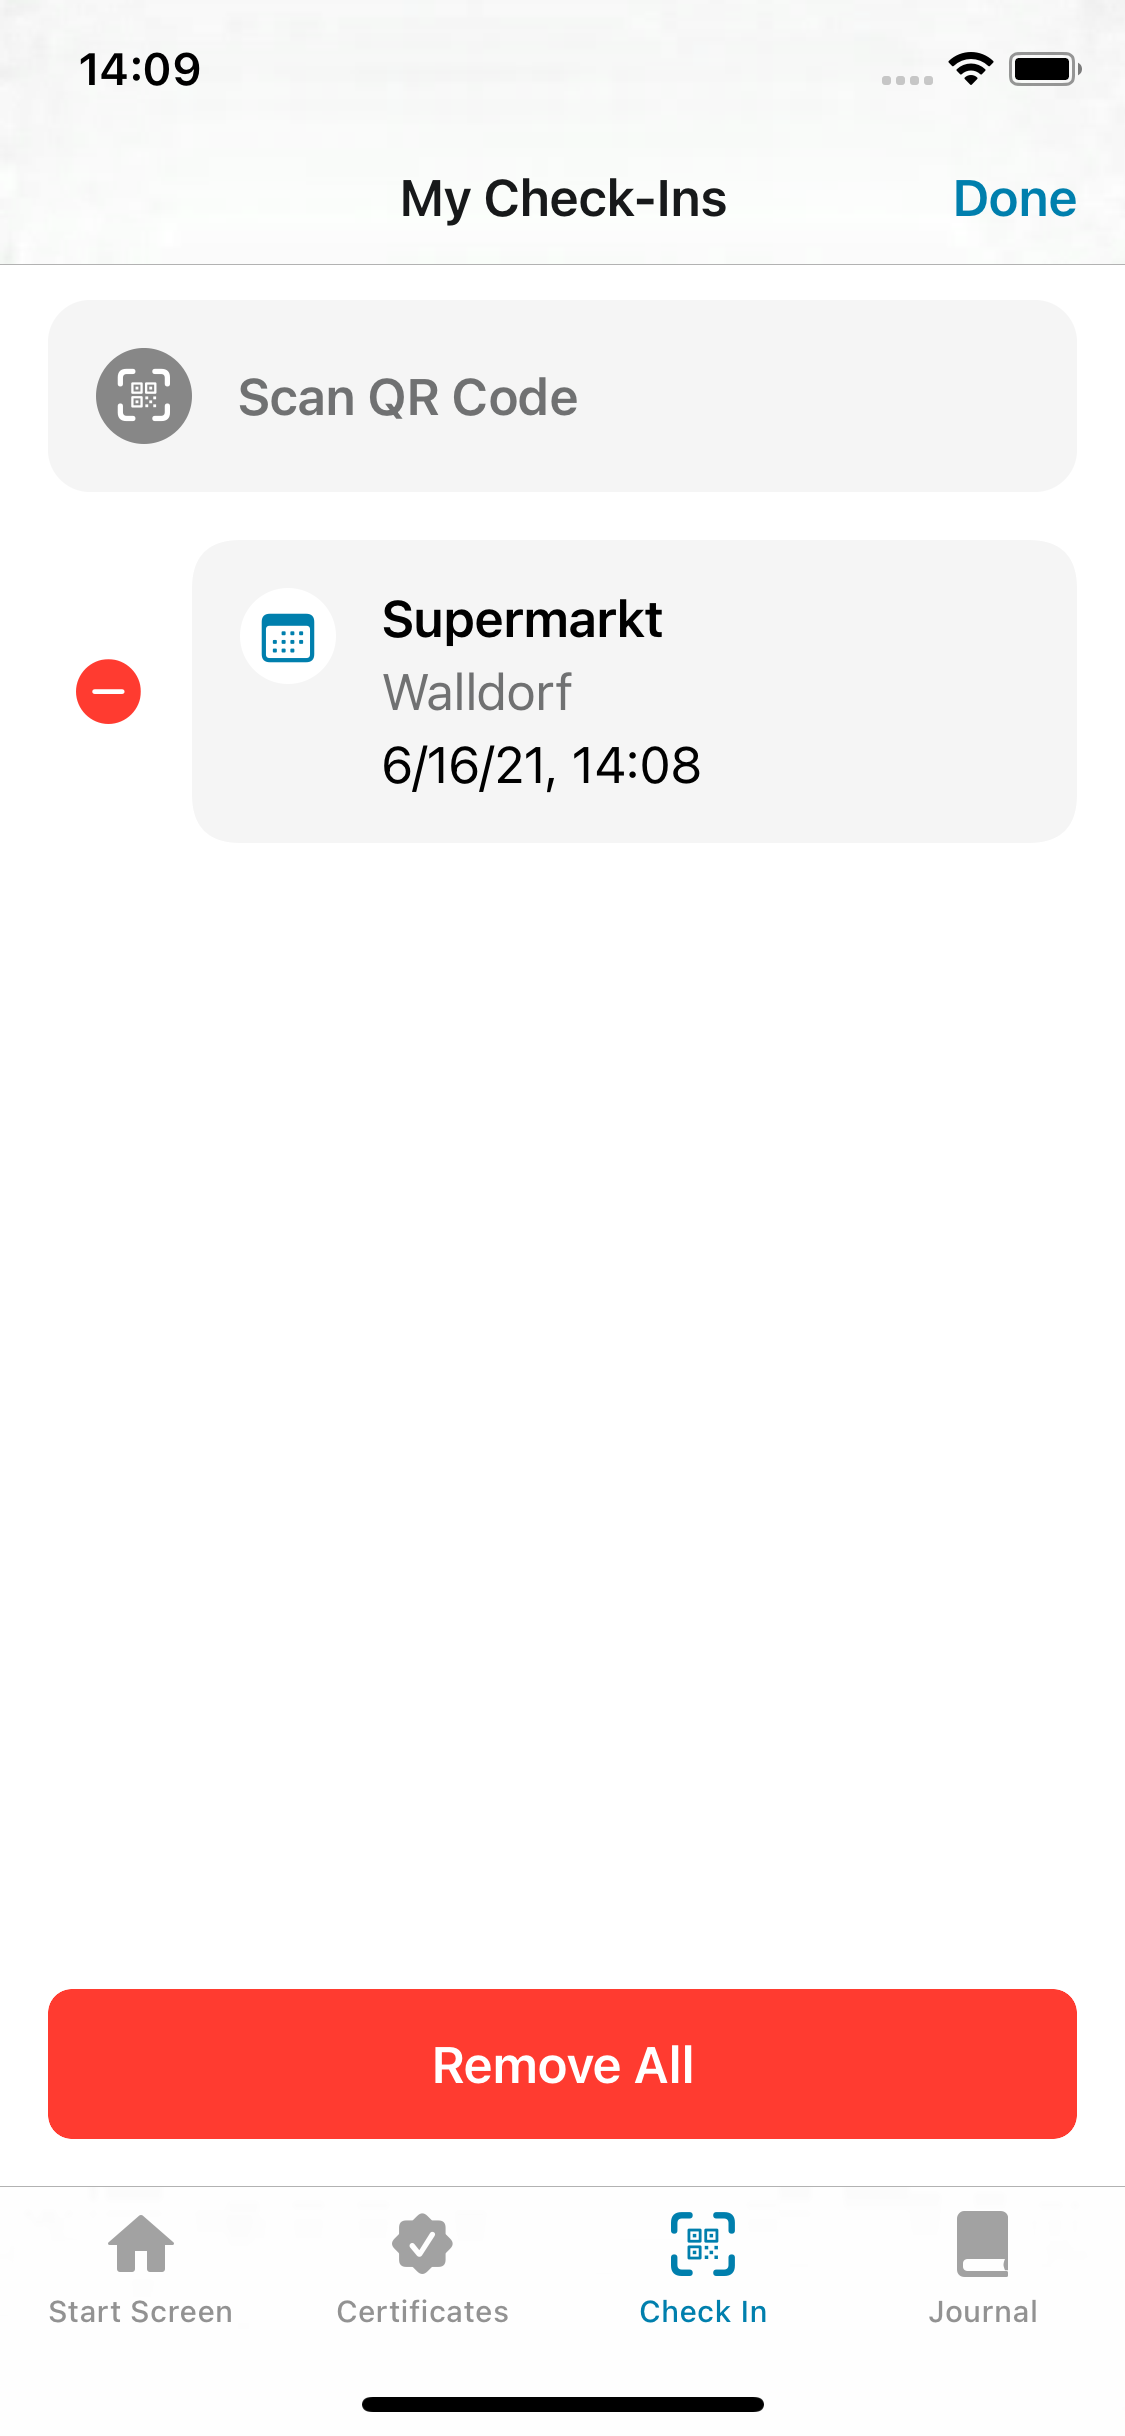 14:09
My Check-Ins
Done
Scan QR Code
Supermarkt
Walldorf
6/16/21, 14:08
Remove All
Start Screen
Certificates
Check In
Journal